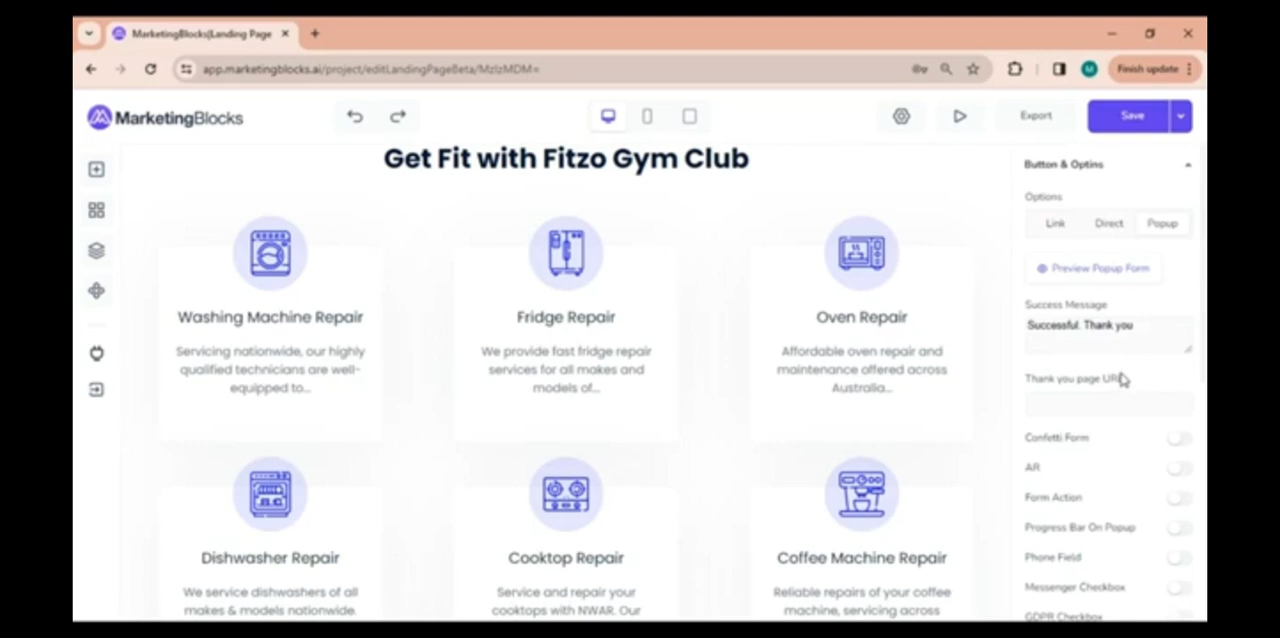 MarketingBlocks|Landing Page
app.marketingblocks.ai/project/editLandingPageBeta/MzIzMDM=
M
Finish update
MarketingBlocks
Export
Save
Get Fit with Fitzo Gym Club
Washing Machine Repair
Servicing nationwide, our highly
qualified technicians are well-
equipped to...
Fridge Repair
We provide fast fridge repair
services for all makes and
models of...
Oven Repair
Affordable oven repair and
maintenance offered across
Australia...
Dishwasher Repair
We service dishwashers of all
makes & models nationwide.
Cooktop Repair
Service and repair your
cooktops with NWAR. Our
Coffee Machine Repair
Reliable repairs of your coffee
machine, servicing across
Button & Optins
Options
Link
Direct
Popup
Preview Popup Form
Success Message
Successful. Thank you
Thank you page URL
Confetti Form
AR
Form Action
Progress Bar On Popup
Phone Field
Messenger Checkbox
GDPR Checkbox